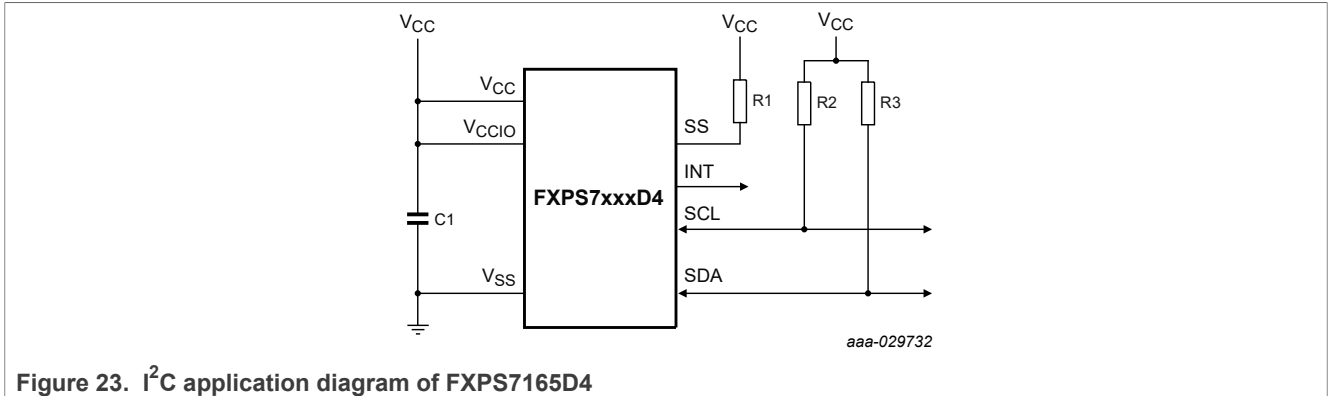 VCC
VCC
VCC
VCC
R1
R2
R3
VCCIO
SS
INT
FXPS7xxxD4
SCL
C1
VSS
SDA
aaa-029732
Figure 23. I2C application diagram of FXPS7165D4